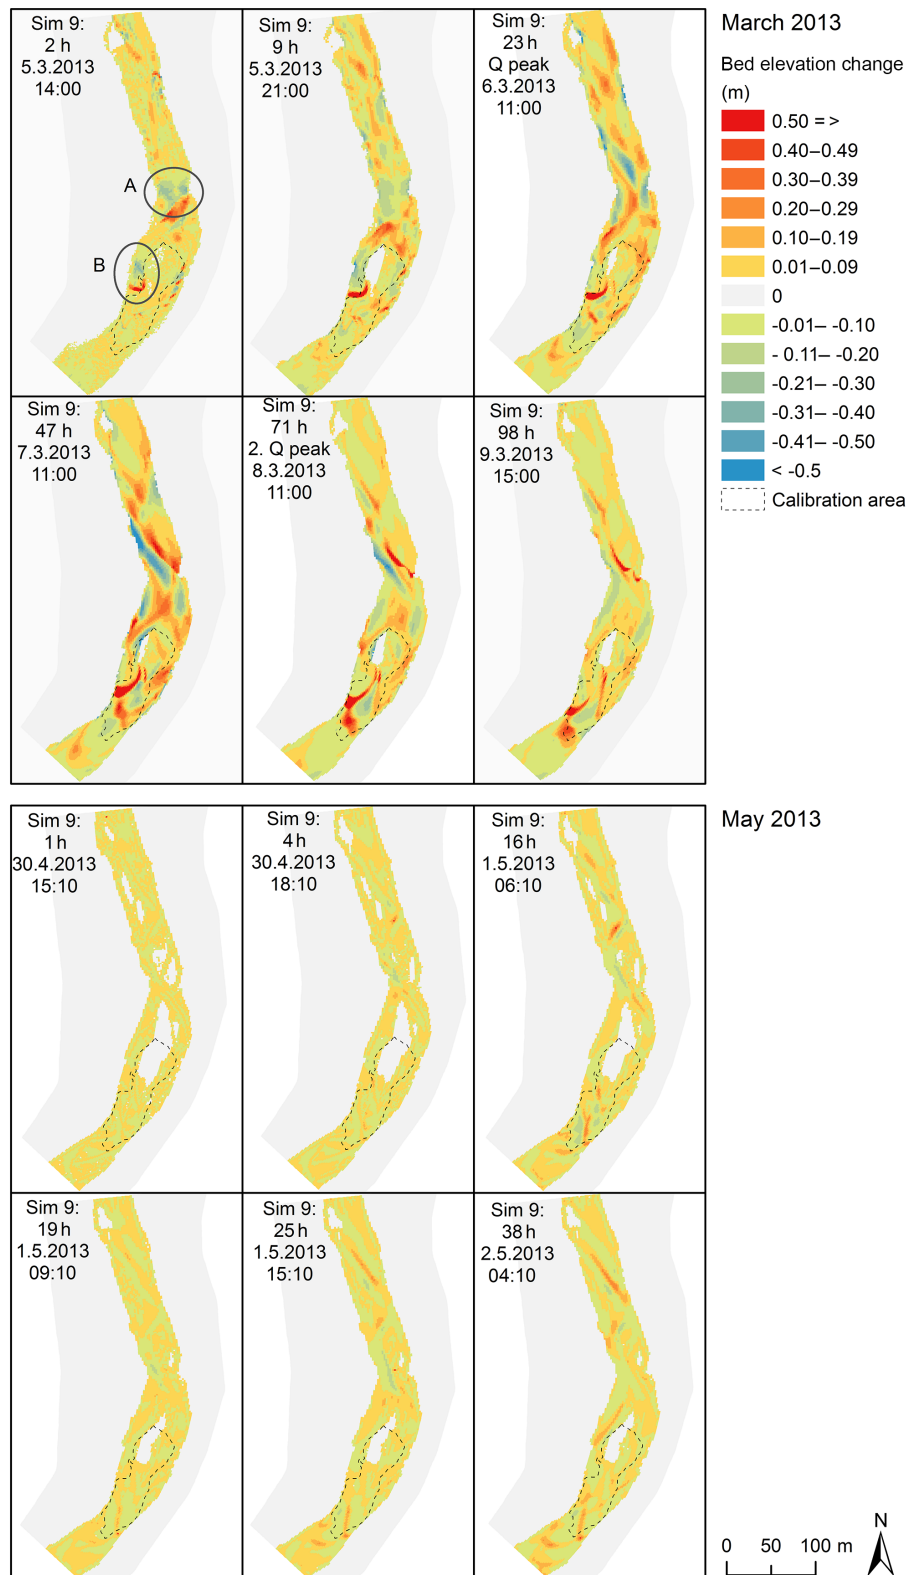 Sim 9:
2 h
5.3.2013
14:00
A
B
Sim 9:
9 h
5.3.2013
21:00
Sim 9:
23 h
Q peak
6.3.2013
11:00
March 2013
Bed elevation change
(m)
0.50 = >
0.40–0.49
0.30–0.39
0.20–0.29
0.10–0.19
0.01–0.09
0
-0.01– -0.10
- 0.11– -0.20
-0.21– -0.30
-0.31– -0.40
-0.41– -0.50
< -0.5
Calibration area
Sim 9:
47 h
7.3.2013
11:00
Sim 9:
71 h
2. Q peak
8.3.2013
11:00
Sim 9:
98 h
9.3.2013
15:00
May 2013
Sim 9:
1 h
30.4.2013
15:10
Sim 9:
4 h
30.4.2013
18:10
Sim 9:
16 h
1.5.2013
06:10
Sim 9:
19 h
1.5.2013
09:10
Sim 9:
25 h
1.5.2013
15:10
Sim 9:
38 h
2.5.2013
04:10
N
0 50 100 m